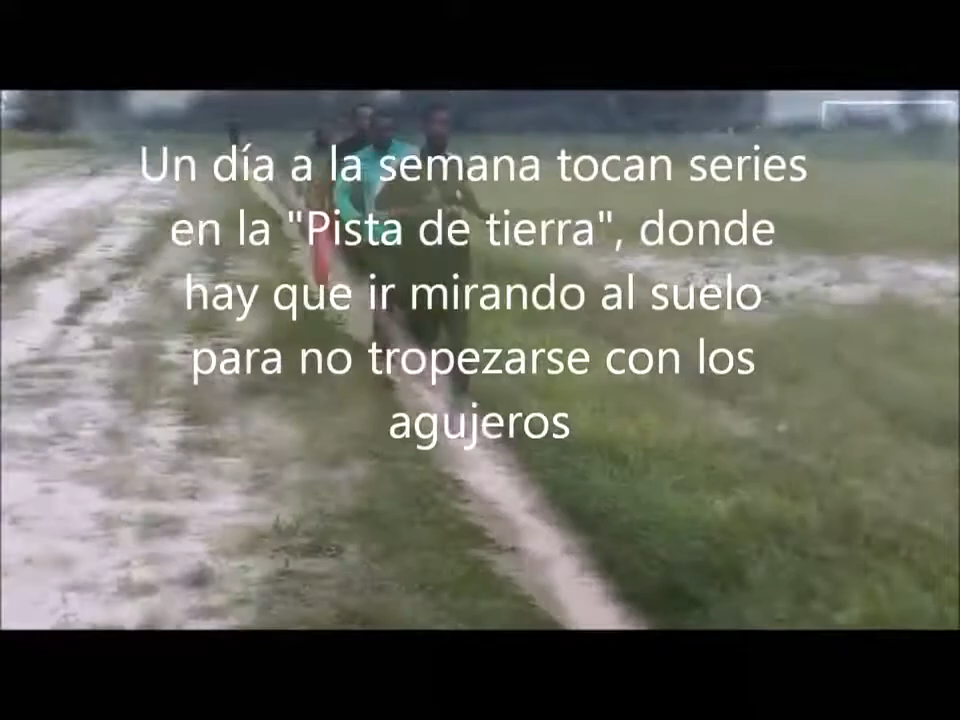 Un día a la semana tocan series
en la "Pista de tierra", donde
hay que ir mirando al suelo
para no tropezarse con los
agujeros